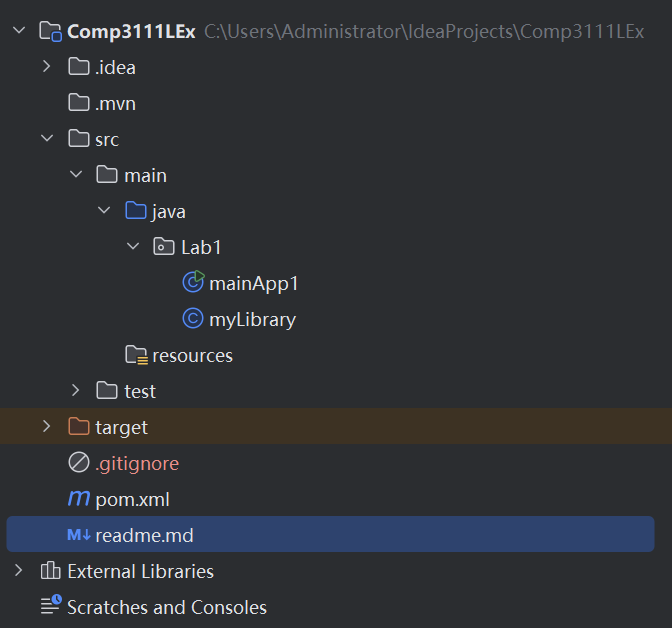 Comp3111LEx C:\Users\Administrator\IdeaProjects\Comp3111LEx
.idea
.mvn
src
main
java
Lab1
mainApp1
myLibrary
resources
test
target
.gitignore
m pom.xml
M↓ readme.md
External Libraries
Scratches and Consoles